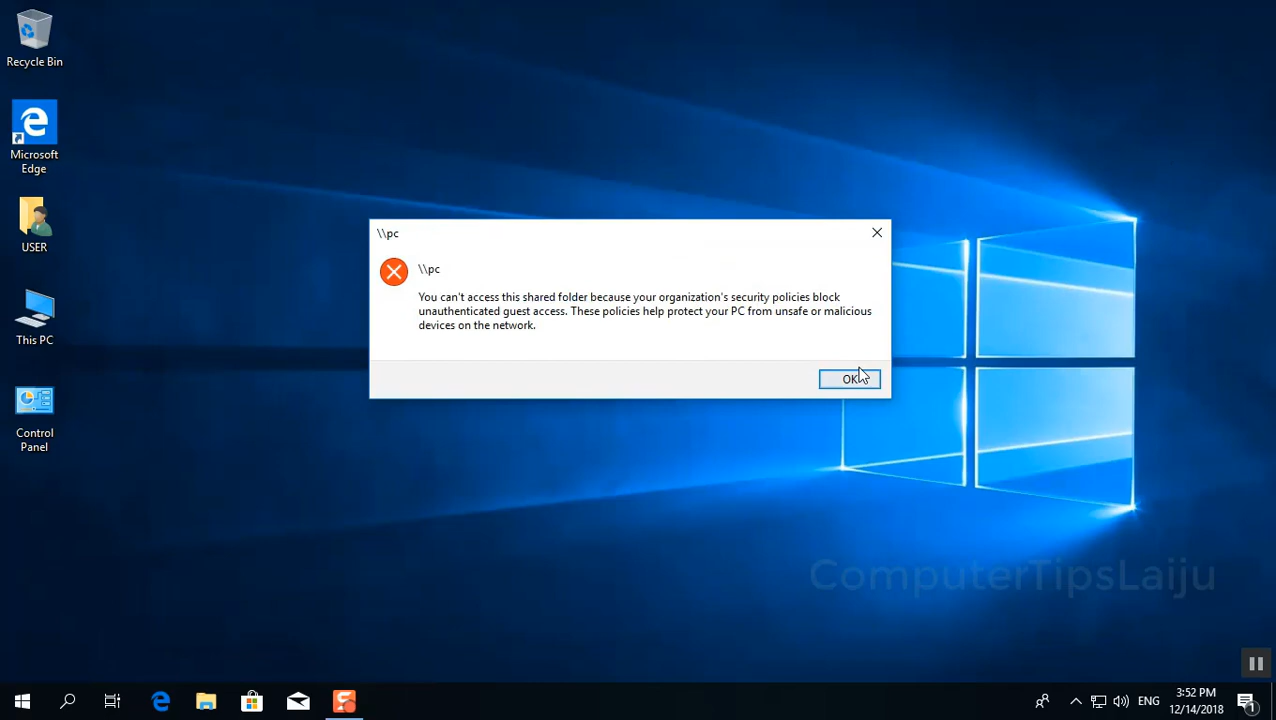 Recycle Bin
Microsoft
Edge
USER
This PC
Control
Panel
\\pc
\\pc
You can't access this shared folder because your organization's security policies block
unauthenticated guest access. These policies help protect your PC from unsafe or malicious
devices on the network.
OK
ComputerTipsLaiju
ENG
3:52 PM
12/14/2018
1